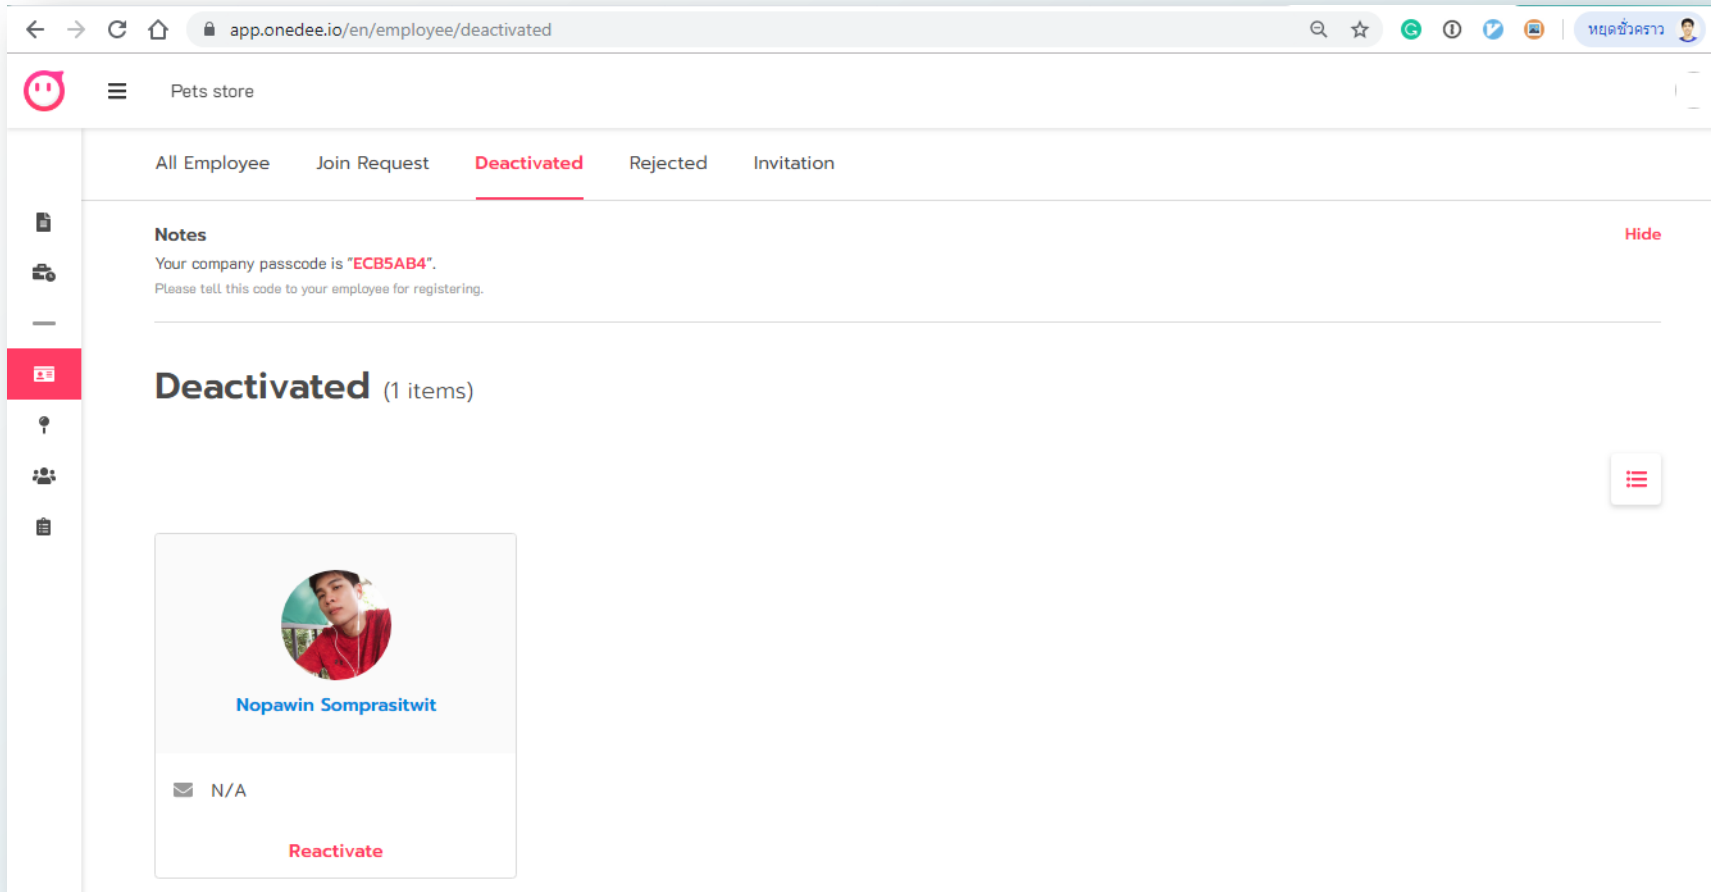 app.onedee.io/en/employee/deactivated
หยุดชั่วคราว
Pets store
All Employee Join Request Deactivated Rejected Invitation
Notes
Hide
Your company passcode is "ECB5AB4".
Please tell this code to your employee for registering.
Deactivated (1 items)
Nopawin Somprasitwit
N/A
Reactivate